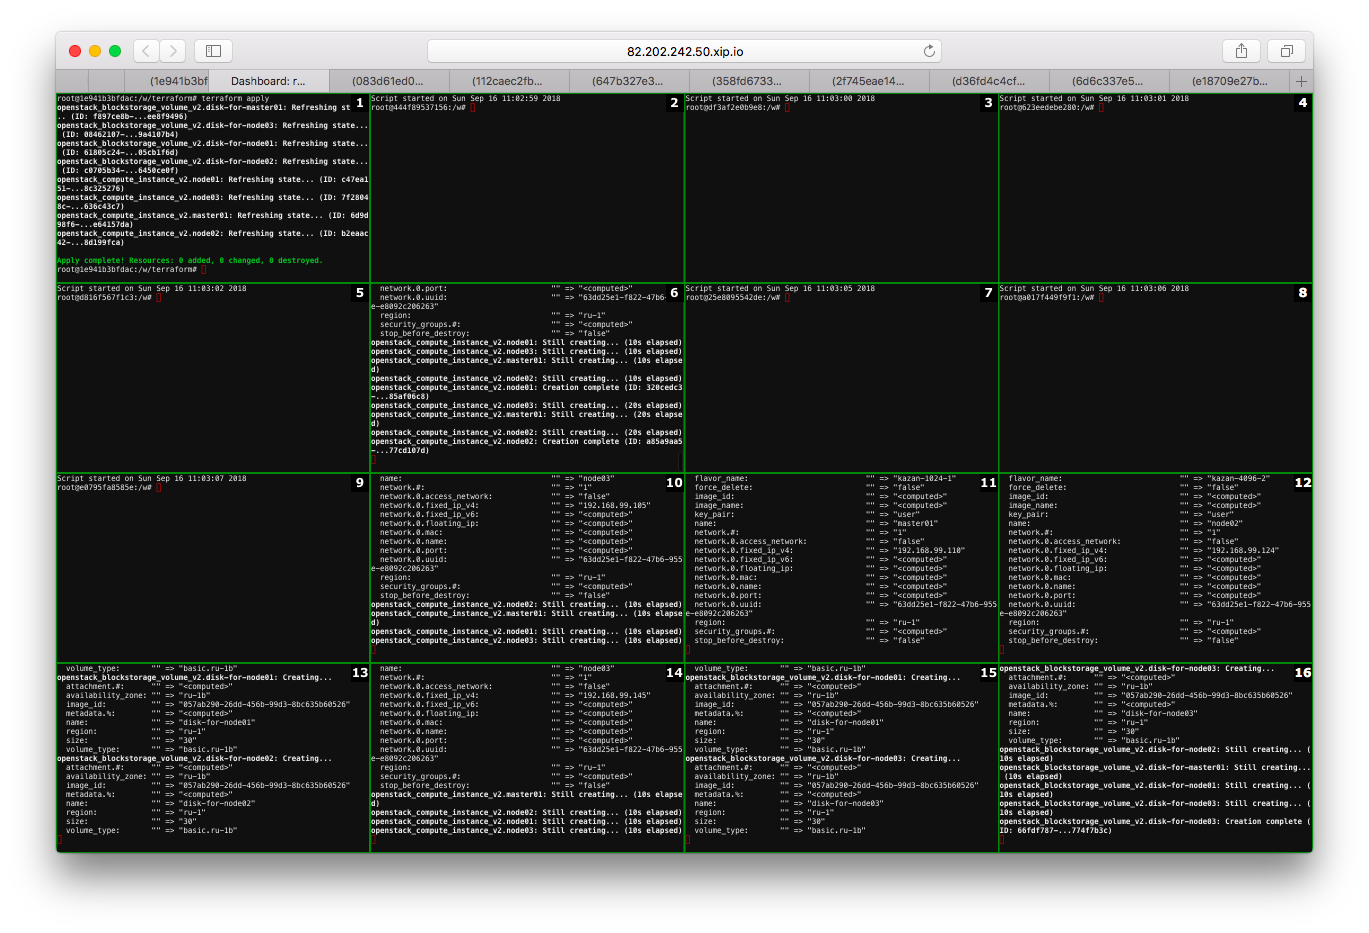 82.202.242.50.xip.io
(1e941b3bf
Dashboard: r...
(083d61ed0...
(112caec2fb...
(647b327e3...
(358fd6733...
(2f745eae14...
(d36fd4c4cf...
(6d6c337e5...
(e18709e27b...
1
root@1e941b3bfdac:/w/terraform# terraform apply
openstack_blockstorage_volume_v2.disk-for-master01: Refreshing st
.. (ID: f897ce8b-...ee8f9496)
openstack_blockstorage_volume_v2.disk-for-node03: Refreshing state...
(ID: 08462107-...9a4107b4)
openstack_blockstorage_volume_v2.disk-for-node01: Refreshing state...
(ID: 61805c24-...05cb1f6d)
openstack_blockstorage_volume_v2.disk-for-node02: Refreshing state...
(ID: c0705b34-...6450ce0f)
openstack_compute_instance_v2.node01: Refreshing state... (ID: c47ea1
51-...8c325276)
openstack_compute_instance_v2.node03: Refreshing state... (ID: 7f2804
8c-...636c43c7)
openstack_compute_instance_v2.master01: Refreshing state... (ID: 6d9d
98f6-...e64157da)
openstack_compute_instance_v2.node02: Refreshing state... (ID: b2eaac
42-...8d199fca)
Apply complete! Resources: 0 added, 0 changed, 0 destroyed.
root@1e941b3bfdac:/w/terraform#
2
Script started on Sun Sep 16 11:02:59 2018
root@444f89537156:/w#
3
Script started on Sun Sep 16 11:03:00 2018
root@df3af2e0b9e8:/w#
4
Script started on Sun Sep 16 11:03:01 2018
root@623eedebe280:/w#
5
Script started on Sun Sep 16 11:03:02 2018
root@d816f567f1c3:/w#
6
network.0.port: "" => "<computed>"
network.0.uuid: "" => "63dd25e1-f822-47b6-
e-e8092c206263"
region: "" => "ru-1"
security_groups.#: "" => "<computed>"
stop_before_destroy: "" => "false"
openstack_compute_instance_v2.node01: Still creating... (10s elapsed)
openstack_compute_instance_v2.node03: Still creating... (10s elapsed)
openstack_compute_instance_v2.master01: Still creating... (10s elapse
d)
openstack_compute_instance_v2.node02: Still creating... (10s elapsed)
openstack_compute_instance_v2.node01: Creation complete (ID: 320cedc3
-...85af06c8)
openstack_compute_instance_v2.node03: Still creating... (20s elapsed)
openstack_compute_instance_v2.master01: Still creating... (20s elapse
d)
openstack_compute_instance_v2.node02: Still creating... (20s elapsed)
openstack_compute_instance_v2.node02: Creation complete (ID: a85a9aa5
-...77cd107d)
7
Script started on Sun Sep 16 11:03:05 2018
root@25e8095542de:/w#
8
Script started on Sun Sep 16 11:03:06 2018
root@a017f449f9f1:/w#
9
Script started on Sun Sep 16 11:03:07 2018
root@e0795fa8585e:/w#
10
name: "" => "node03"
network.#: "" => "1"
network.0.access_network: "" => "false"
network.0.fixed_ip_v4: "" => "192.168.99.105"
network.0.fixed_ip_v6: "" => "<computed>"
network.0.floating_ip: "" => "<computed>"
network.0.mac: "" => "<computed>"
network.0.name: "" => "<computed>"
network.0.port: "" => "<computed>"
network.0.uuid: "" => "63dd25e1-f822-47b6-955
e-e8092c206263"
region: "" => "ru-1"
security_groups.#: "" => "<computed>"
stop_before_destroy: "" => "false"
openstack_compute_instance_v2.node02: Still creating... (10s elapsed)
openstack_compute_instance_v2.master01: Still creating... (10s elapse
d)
openstack_compute_instance_v2.node01: Still creating... (10s elapsed)
openstack_compute_instance_v2.node03: Still creating... (10s elapsed)
11
flavor_name: "" => "kazan-1024-1"
force_delete: "" => "false"
image_id: "" => "<computed>"
image_name: "" => "<computed>"
key_pair: "" => "user"
name: "" => "master01"
network.#: "" => "1"
network.0.access_network: "" => "false"
network.0.fixed_ip_v4: "" => "192.168.99.110"
network.0.fixed_ip_v6: "" => "<computed>"
network.0.floating_ip: "" => "<computed>"
network.0.mac: "" => "<computed>"
network.0.name: "" => "<computed>"
network.0.port: "" => "<computed>"
network.0.uuid: "" => "63dd25e1-f822-47b6-955
e-e8092c206263"
region: "" => "ru-1"
security_groups.#: "" => "<computed>"
stop_before_destroy: "" => "false"
12
flavor_name: "" => "kazan-4096-2"
force_delete: "" => "false"
image_id: "" => "<computed>"
image_name: "" => "<computed>"
key_pair: "" => "user"
name: "" => "node02"
network.#: "" => "1"
network.0.access_network: "" => "false"
network.0.fixed_ip_v4: "" => "192.168.99.124"
network.0.fixed_ip_v6: "" => "<computed>"
network.0.floating_ip: "" => "<computed>"
network.0.mac: "" => "<computed>"
network.0.name: "" => "<computed>"
network.0.port: "" => "<computed>"
network.0.uuid: "" => "63dd25e1-f822-47b6-955
e-e8092c206263"
region: "" => "ru-1"
security_groups.#: "" => "<computed>"
stop_before_destroy: "" => "false"
13
volume_type: "" => "basic.ru-1b"
openstack_blockstorage_volume_v2.disk-for-node01: Creating...
attachment.#: "" => "<computed>"
availability_zone: "" => "ru-1b"
image_id: "" => "057ab290-26dd-456b-99d3-8bc635b60526"
metadata.%: "" => "<computed>"
name: "" => "disk-for-node01"
region: "" => "ru-1"
size: "" => "30"
volume_type: "" => "basic.ru-1b"
openstack_blockstorage_volume_v2.disk-for-node02: Creating...
attachment.#: "" => "<computed>"
availability_zone: "" => "ru-1b"
image_id: "" => "057ab290-26dd-456b-99d3-8bc635b60526"
metadata.%: "" => "<computed>"
name: "" => "disk-for-node02"
region: "" => "ru-1"
size: "" => "30"
volume_type: "" => "basic.ru-1b"
14
name: "" => "node03"
network.#: "" => "1"
network.0.access_network: "" => "false"
network.0.fixed_ip_v4: "" => "192.168.99.145"
network.0.fixed_ip_v6: "" => "<computed>"
network.0.floating_ip: "" => "<computed>"
network.0.mac: "" => "<computed>"
network.0.name: "" => "<computed>"
network.0.port: "" => "<computed>"
network.0.uuid: "" => "63dd25e1-f822-47b6-955
e-e8092c206263"
region: "" => "ru-1"
security_groups.#: "" => "<computed>"
stop_before_destroy: "" => "false"
openstack_compute_instance_v2.master01: Still creating... (10s elapse
d)
openstack_compute_instance_v2.node02: Still creating... (10s elapsed)
openstack_compute_instance_v2.node01: Still creating... (10s elapsed)
openstack_compute_instance_v2.node03: Still creating... (10s elapsed)
15
volume_type: "" => "basic.ru-1b"
openstack_blockstorage_volume_v2.disk-for-node01: Creating...
attachment.#: "" => "<computed>"
availability_zone: "" => "ru-1b"
image_id: "" => "057ab290-26dd-456b-99d3-8bc635b60526"
metadata.%: "" => "<computed>"
name: "" => "disk-for-node01"
region: "" => "ru-1"
size: "" => "30"
volume_type: "" => "basic.ru-1b"
openstack_blockstorage_volume_v2.disk-for-node03: Creating...
attachment.#: "" => "<computed>"
availability_zone: "" => "ru-1b"
image_id: "" => "057ab290-26dd-456b-99d3-8bc635b60526"
metadata.%: "" => "<computed>"
name: "" => "disk-for-node03"
region: "" => "ru-1"
size: "" => "30"
volume_type: "" => "basic.ru-1b"
16
openstack_blockstorage_volume_v2.disk-for-node03: Creating...
attachment.#: "" => "<computed>"
availability_zone: "" => "ru-1b"
image_id: "" => "057ab290-26dd-456b-99d3-8bc635b60526"
metadata.%: "" => "<computed>"
name: "" => "disk-for-node03"
region: "" => "ru-1"
size: "" => "30"
volume_type: "" => "basic.ru-1b"
openstack_blockstorage_volume_v2.disk-for-node02: Still creating... (
10s elapsed)
openstack_blockstorage_volume_v2.disk-for-master01: Still creating...
(10s elapsed)
openstack_blockstorage_volume_v2.disk-for-node01: Still creating... (
10s elapsed)
openstack_blockstorage_volume_v2.disk-for-node03: Still creating... (
10s elapsed)
openstack_blockstorage_volume_v2.disk-for-node03: Creation complete (
ID: 66fdf787-...774f7b3c)